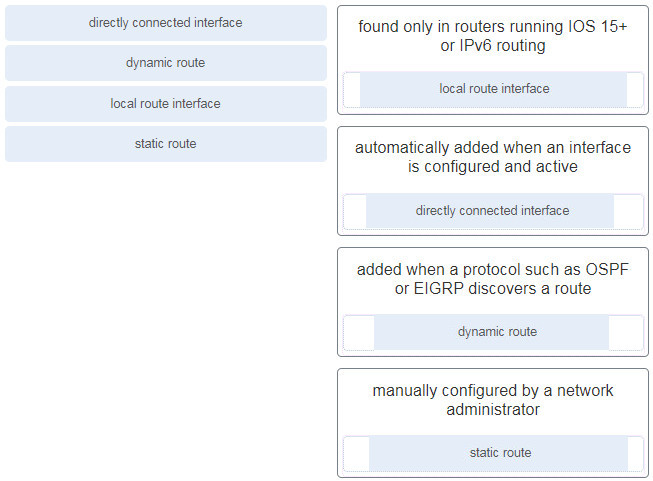 directly connected interface
dynamic route
local route interface
static route
found only in routers running IOS 15+
or IPv6 routing
local route interface
automatically added when an interface
is configured and active
directly connected interface
added when a protocol such as OSPF
or EIGRP discovers a route
dynamic route
manually configured by a network
administrator
static route